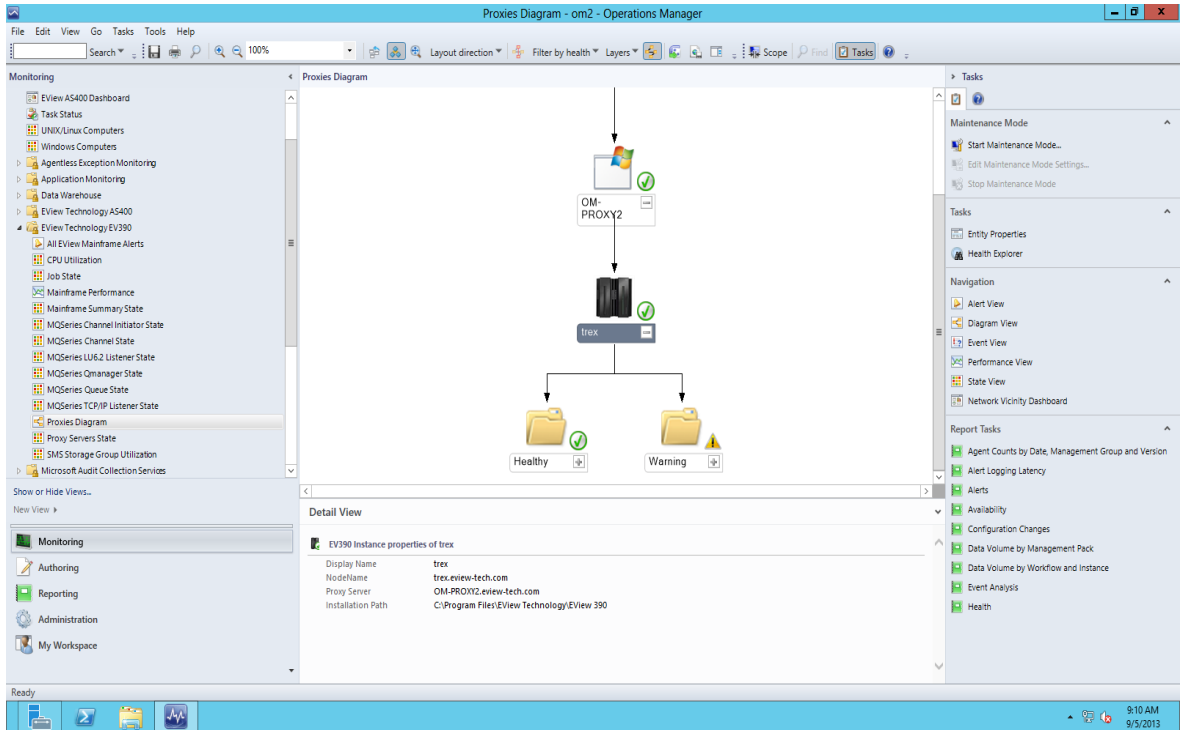 Proxies Diagram - om2 - Operations Manager
File Edit View Go Tasks Tools Help
Search 100% Layout direction Filter by health Layers Scope Find Tasks
Monitoring
EView AS400 Dashboard
Task Status
UNIX/Linux Computers
Windows Computers
Agentless Exception Monitoring
Application Monitoring
Data Warehouse
EView Technology AS400
EView Technology EV390
All EView Mainframe Alerts
CPU Utilization
Job State
Mainframe Performance
Mainframe Summary State
MQSeries Channel Initiator State
MQSeries Channel State
MQSeries LU6.2 Listener State
MQSeries Qmanager State
MQSeries Queue State
MQSeries TCP/IP Listener State
Proxies Diagram
Proxy Servers State
SMS Storage Group Utilization
Microsoft Audit Collection Services
Show or Hide Views...
New View
Monitoring
Authoring
Reporting
Administration
My Workspace
Proxies Diagram
OM-
PROXY2
trex
Healthy
Warning
Detail View
EV390 Instance properties of trex
Display Name trex
NodeName trex.eview-tech.com
Proxy Server OM-PROXY2.eview-tech.com
Installation Path C:\Program Files\EView Technology\EView 390
Tasks
Maintenance Mode
Start Maintenance Mode...
Edit Maintenance Mode Settings...
Stop Maintenance Mode
Tasks
Entity Properties
Health Explorer
Navigation
Alert View
Diagram View
Event View
Performance View
State View
Network Vicinity Dashboard
Report Tasks
Agent Counts by Date, Management Group and Version
Alert Logging Latency
Alerts
Availability
Configuration Changes
Data Volume by Management Pack
Data Volume by Workflow and Instance
Event Analysis
Health
Ready
9:10 AM
9/5/2013